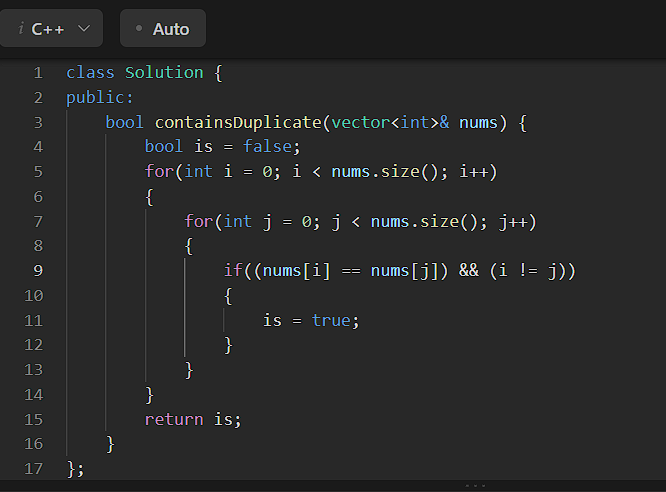 i C++ Auto
1 class Solution {
2 public:
3     bool containsDuplicate(vector<int>& nums) {
4         bool is = false;
5         for(int i = 0; i < nums.size(); i++)
6         {
7             for(int j = 0; j < nums.size(); j++)
8             {
9                 if((nums[i] == nums[j]) && (i != j))
10                 {
11                     is = true;
12                 }
13             }
14         }
15         return is;
16     }
17 };